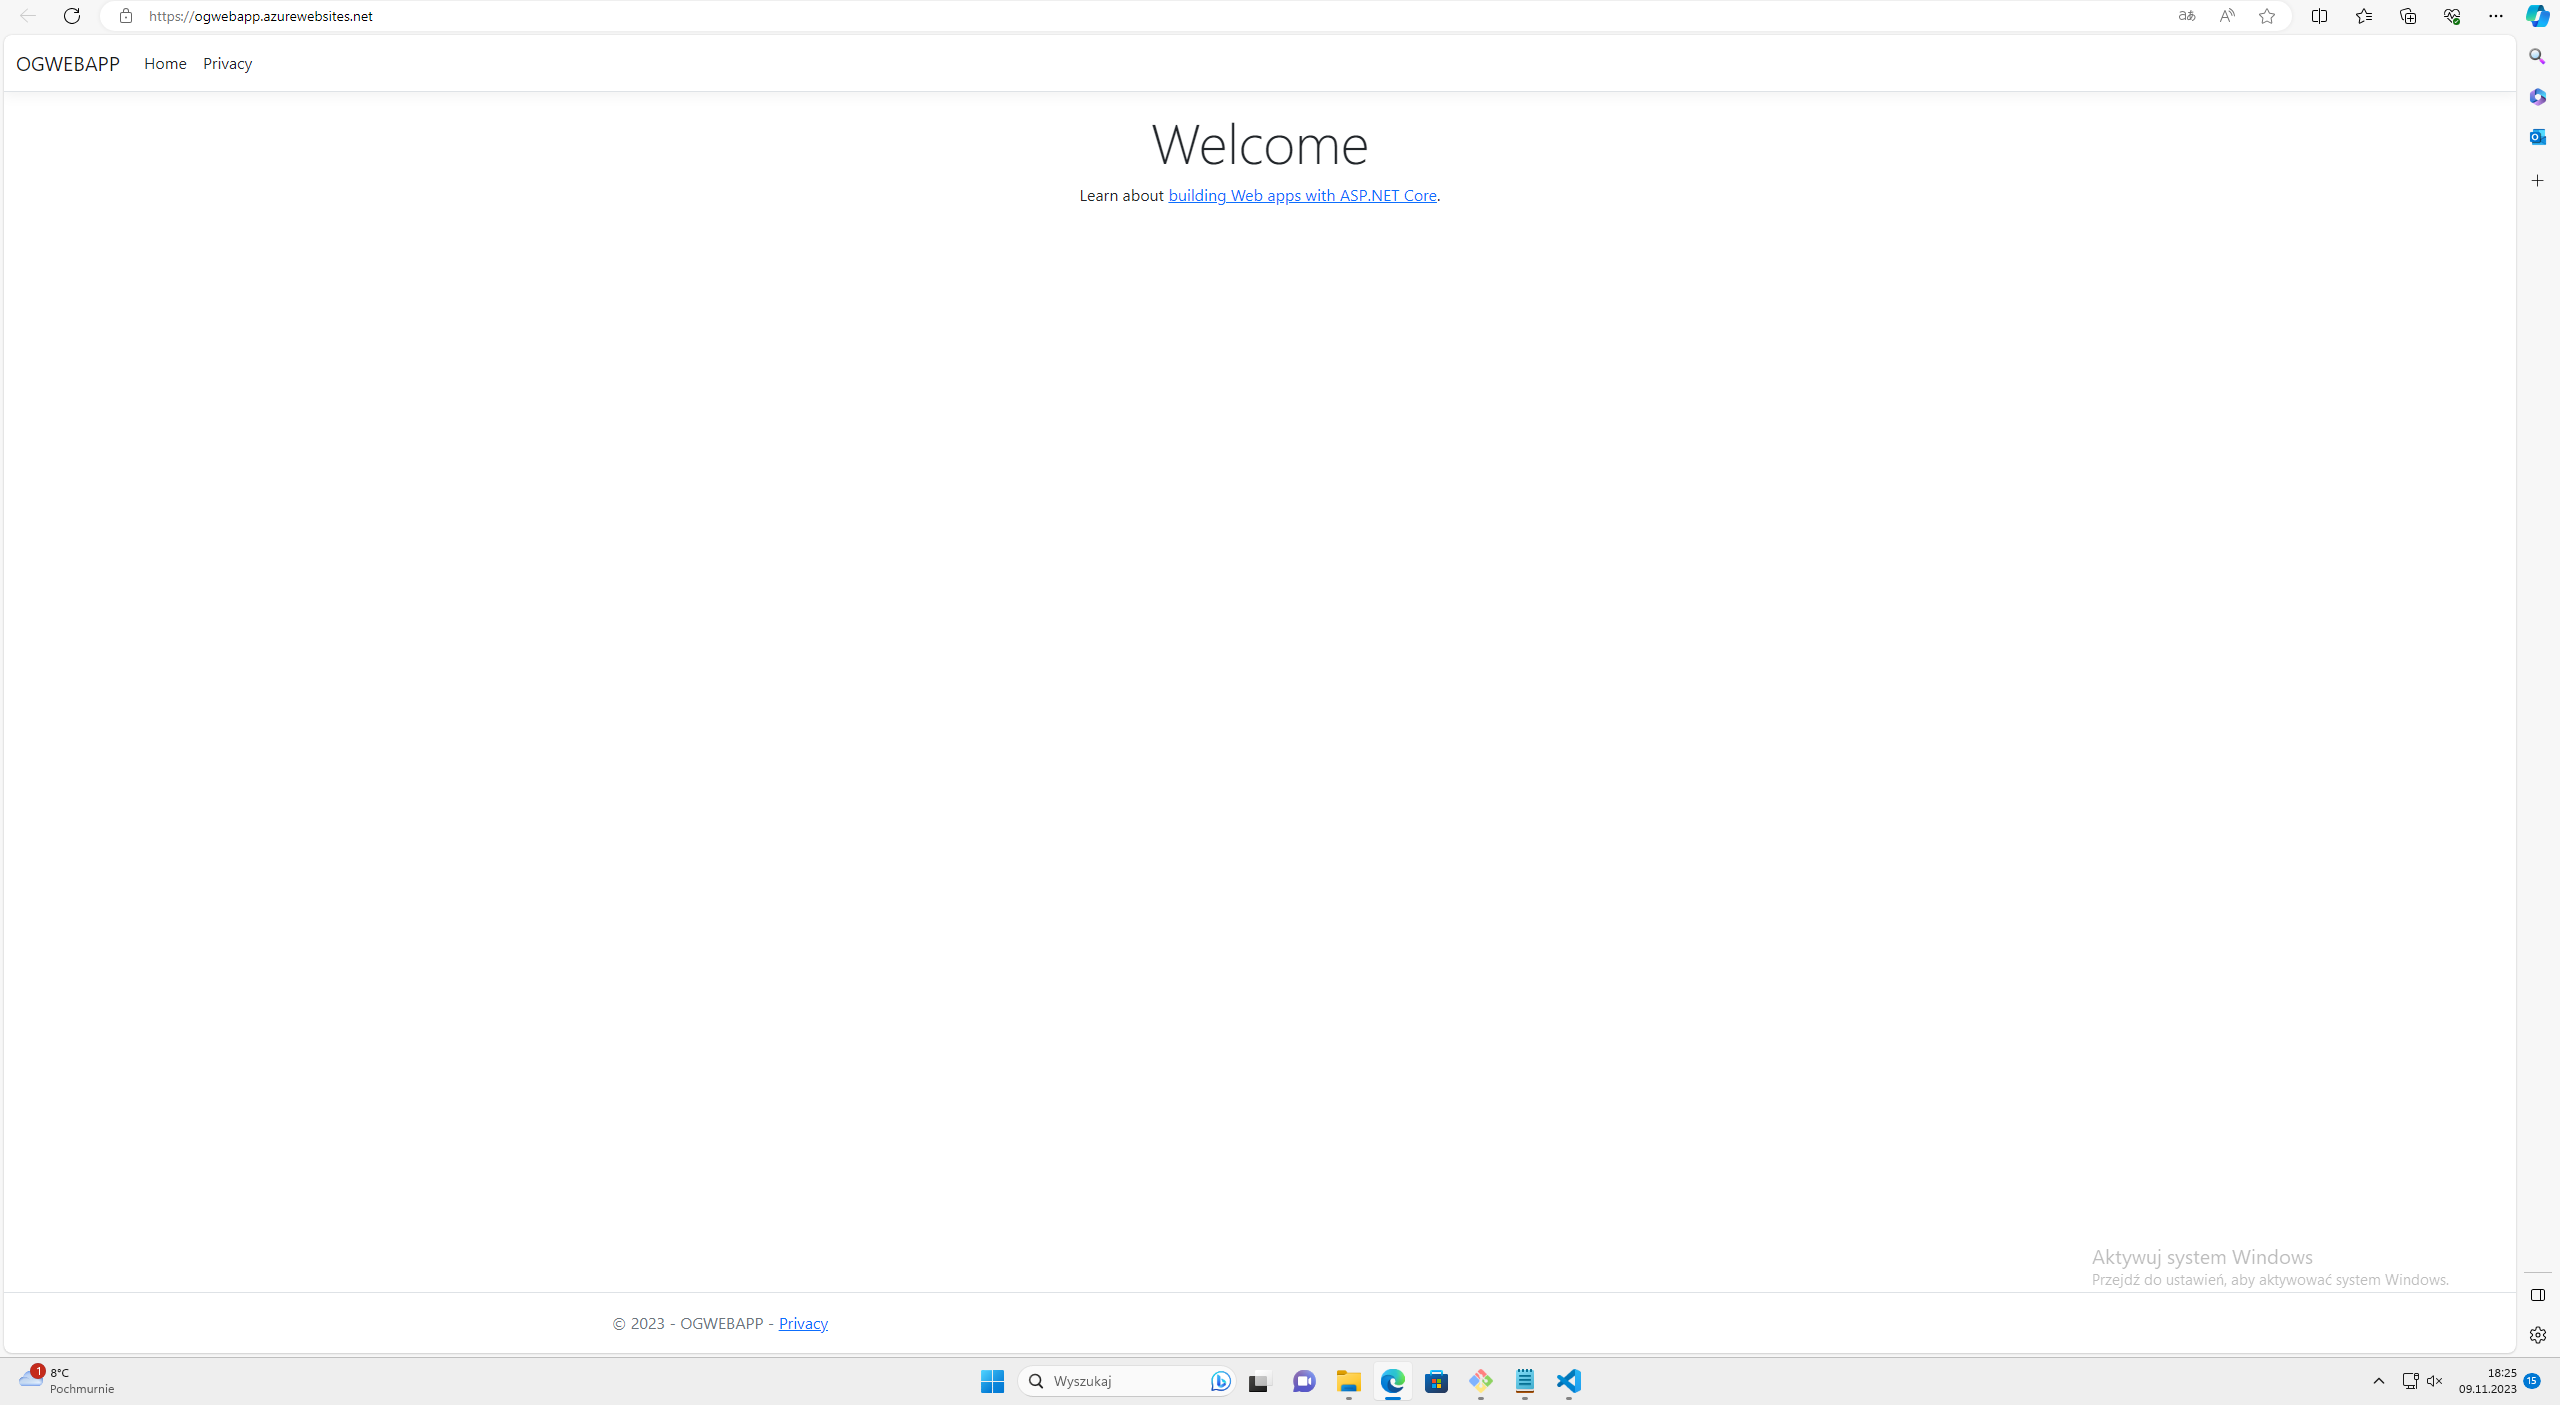 https://ogwebapp.azurewebsites.net
OGWEBAPP Home Privacy
Welcome
Learn about building Web apps with ASP.NET Core.
Aktywuj system Windows
Przejdź do ustawień, aby aktywować system Windows.
© 2023 - OGWEBAPP - Privacy
1
8°C
Pochmurnie
Wyszukaj
18:25
09.11.2023
15